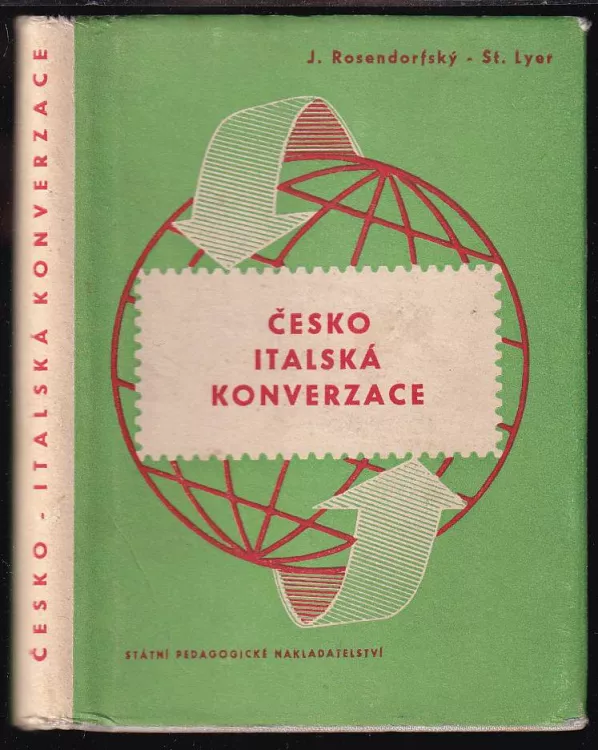 ČESKO - ITALSKÁ KONVERZACE
J. Rosendorfský - St. Lyer
ČESKO
ITALSKÁ
KONVERZACE
STÁTNÍ PEDAGOGICKÉ NAKLADATELSTVÍ